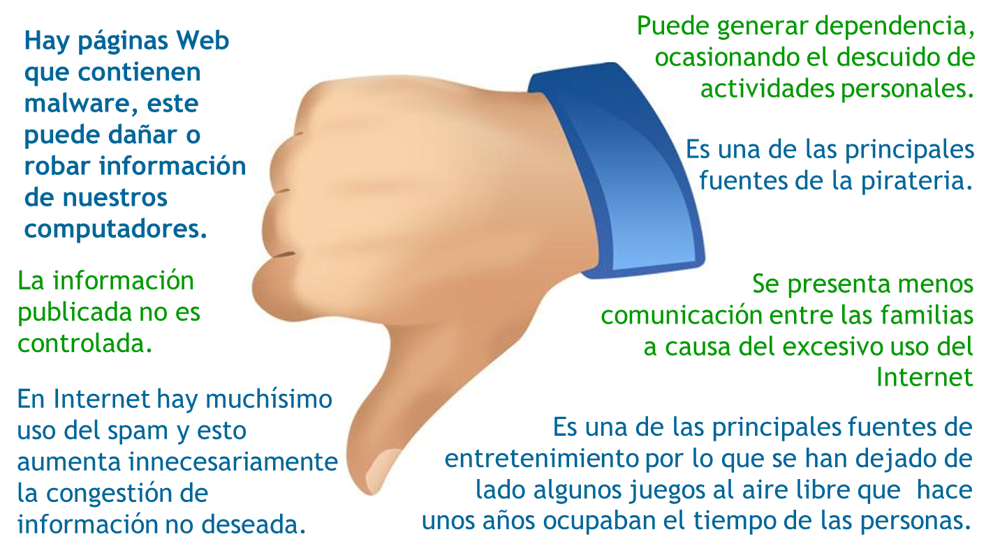 Hay páginas Web
que contienen
malware, este
puede dañar o
robar información
de nuestros
computadores.
La información
publicada no es
controlada.
En Internet hay muchísimo
uso del spam y esto
aumenta innecesariamente
la congestión de
información no deseada.
Puede generar dependencia,
ocasionando el descuido de
actividades personales.
Es una de las principales
fuentes de la pirateria.
Se presenta menos
comunicación entre las familias
a causa del excesivo uso del
Internet
Es una de las principales fuentes de
entretenimiento por lo que se han dejado de
lado algunos juegos al aire libre que  hace
unos años ocupaban el tiempo de las personas.